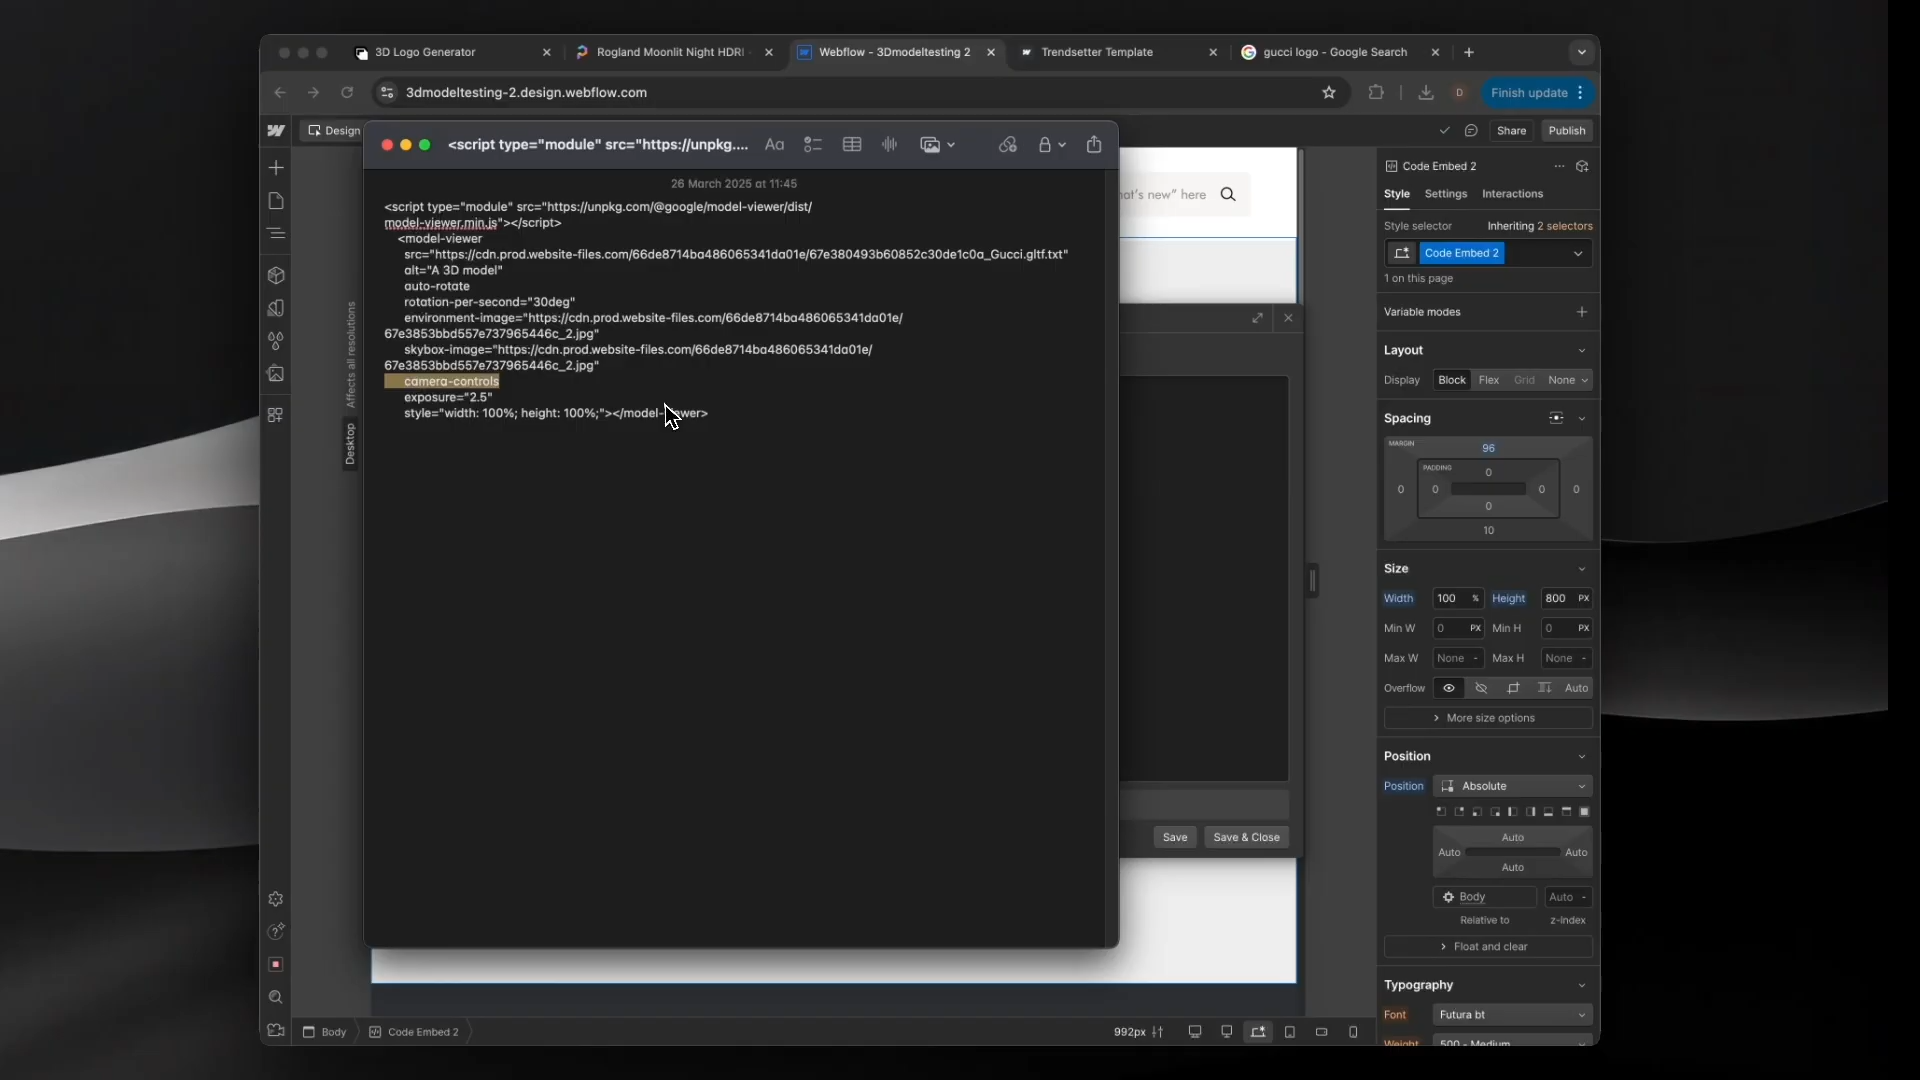 3D Logo Generator
Rogland Moonlit Night HDRI
Webflow - 3Dmodeltesting 2
Trendsetter Template
gucci logo - Google Search
3dmodeltesting-2.design.webflow.com
D
Finish update
Design
Share
Publish
<script type="module" src="https://unpkg....
Aa
26 March 2025 at 11:45
<script type="module" src="https://unpkg.com/@google/model-viewer/dist/
model-viewer.min.js"></script>
<model-viewer
src="https://cdn.prod.website-files.com/66de8714ba486065341da01e/67e380493b60852c30de1c0a_Gucci.gltf.txt"
alt="A 3D model"
auto-rotate
rotation-per-second="30deg"
environment-image="https://cdn.prod.website-files.com/66de8714ba486065341da01e/
67e3853bbd557e737965446c_2.jpg"
skybox-image="https://cdn.prod.website-files.com/66de8714ba486065341da01e/
67e3853bbd557e737965446c_2.jpg"
camera-controls
exposure="2.5"
style="width: 100%; height: 100%;"></model-viewer>
at's new" here
Save
Save & Close
Affects all resolutions
Desktop
Code Embed 2
Style
Settings
Interactions
Style selector
Inheriting 2 selectors
Code Embed 2
1 on this page
Variable modes
Layout
Display
Block
Flex
Grid
None
Spacing
MARGIN
96
PADDING
0
0
0
0
0
0
10
Size
Width
100
%
Height
800
PX
Min W
0
PX
Min H
0
PX
Max W
None
-
Max H
None
-
Overflow
Auto
More size options
Position
Position
Absolute
Auto
Auto
Auto
Auto
Body
Auto
-
Relative to
z-Index
Float and clear
Typography
Font
Futura bt
Weight
500 - Medium
Body
Code Embed 2
992px